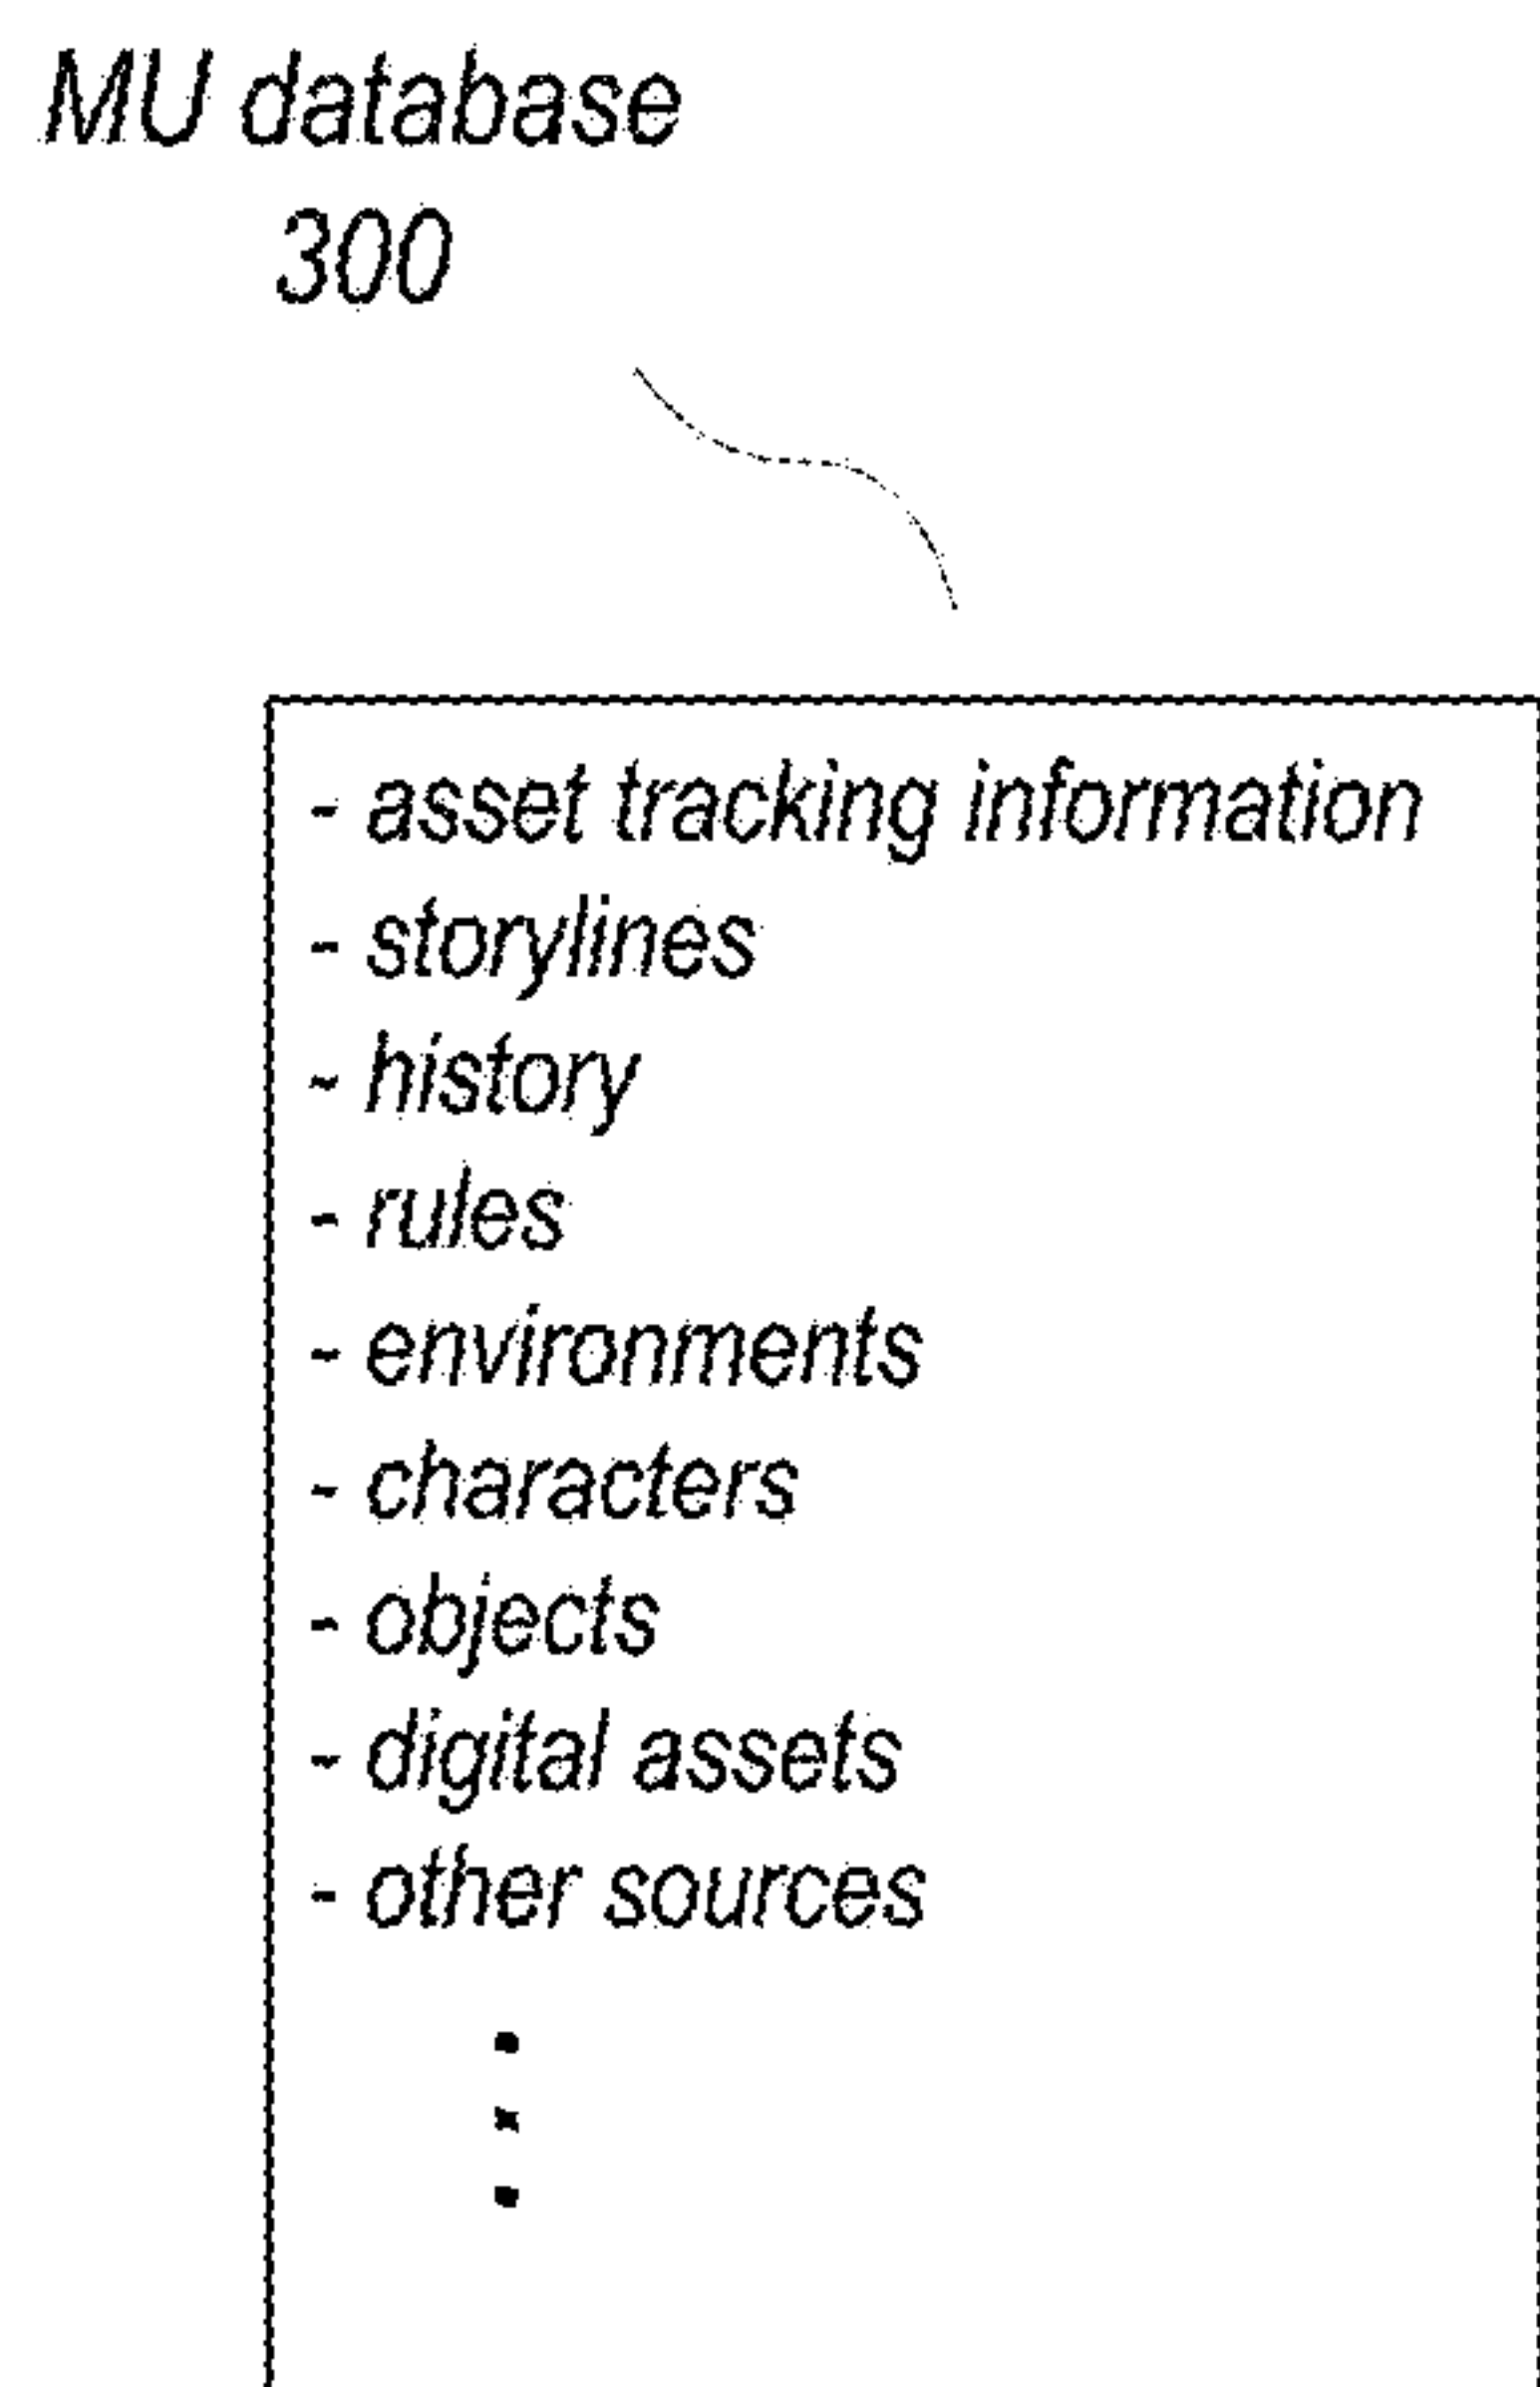 MU database
300
- asset tracking information
- storylines
- history
- rules
- environments
- characters
- objects
- digital assets
- other sources